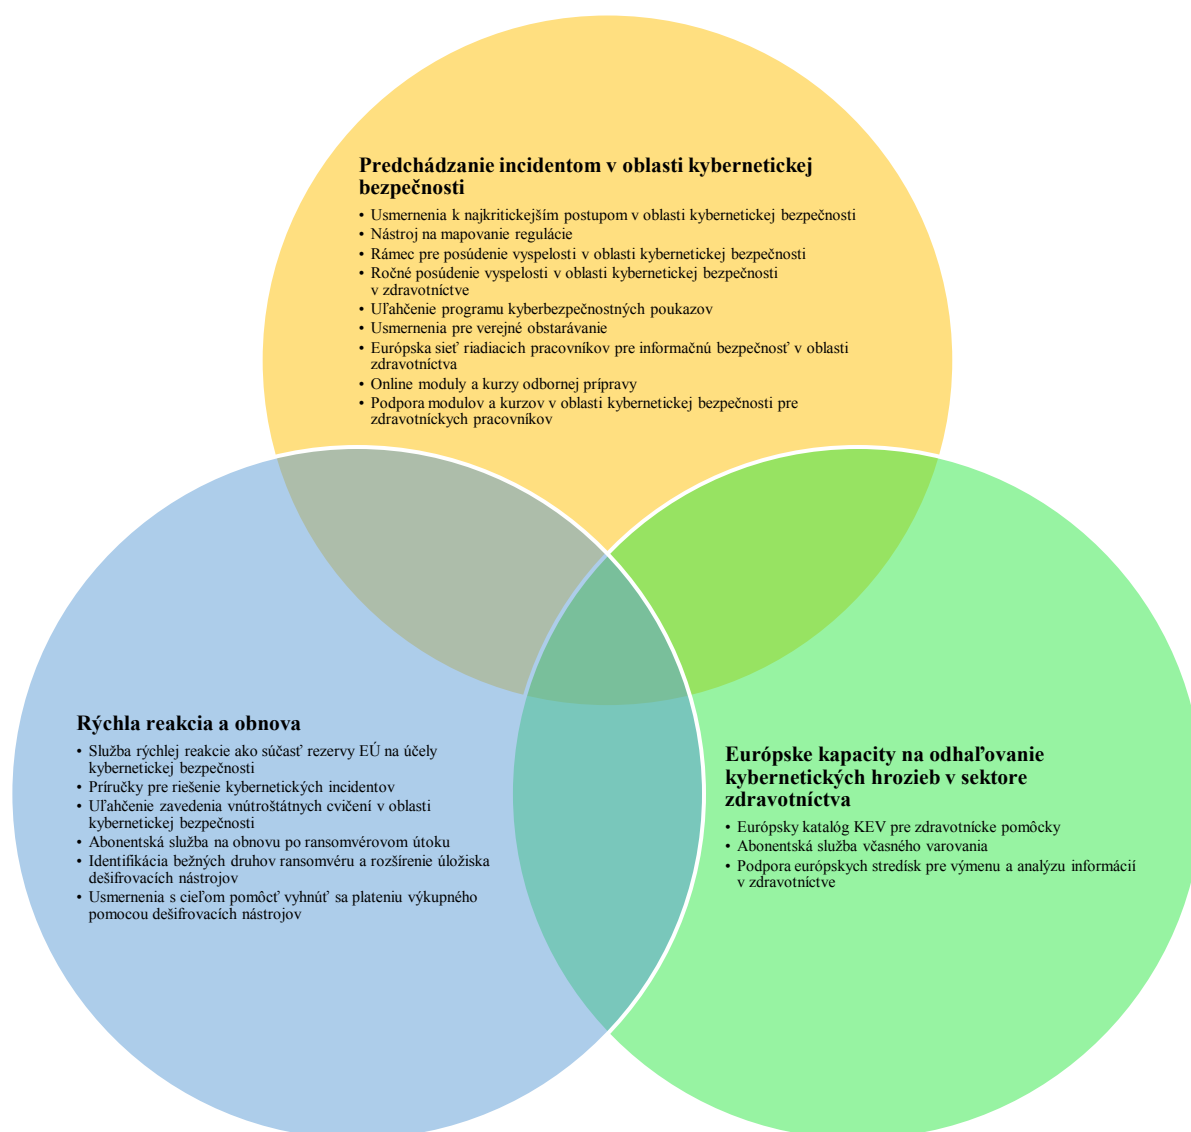 Predchádzanie incidentom v oblasti kybernetickej
bezpečnosti
• Usmernenia k najkritickejším postupom v oblasti kybernetickej bezpečnosti
• Nástroj na mapovanie regulácie
• Rámec pre posúdenie vyspelosti v oblasti kybernetickej bezpečnosti
• Ročné posúdenie vyspelosti v oblasti kybernetickej bezpečnosti
v zdravotníctve
• Uľahčenie programu kyberbezpečnostných poukazov
• Usmernenia pre verejné obstarávanie
• Európska sieť riadiacich pracovníkov pre informačnú bezpečnosť v oblasti
zdravotníctva
• Online moduly a kurzy odbornej prípravy
• Podpora modulov a kurzov v oblasti kybernetickej bezpečnosti pre
zdravotníckych pracovníkov
Rýchla reakcia a obnova
• Služba rýchlej reakcie ako súčasť rezervy EÚ na účely
kybernetickej bezpečnosti
• Príručky pre riešenie kybernetických incidentov
• Uľahčenie zavedenia vnútroštátnych cvičení v oblasti
kybernetickej bezpečnosti
• Abonentská služba na obnovu po ransomvérovom útoku
• Identifikácia bežných druhov ransomvéru a rozšírenie úložiska
dešifrovacích nástrojov
• Usmernenia s cieľom pomôcť vyhnúť sa plateniu výkupného
pomocou dešifrovacích nástrojov
Európske kapacity na odhaľovanie
kybernetických hrozieb v sektore
zdravotníctva
• Európsky katalóg KEV pre zdravotnícke pomôcky
• Abonentská služba včasného varovania
• Podpora európskych stredísk pre výmenu a analýzu informácií
v zdravotníctve